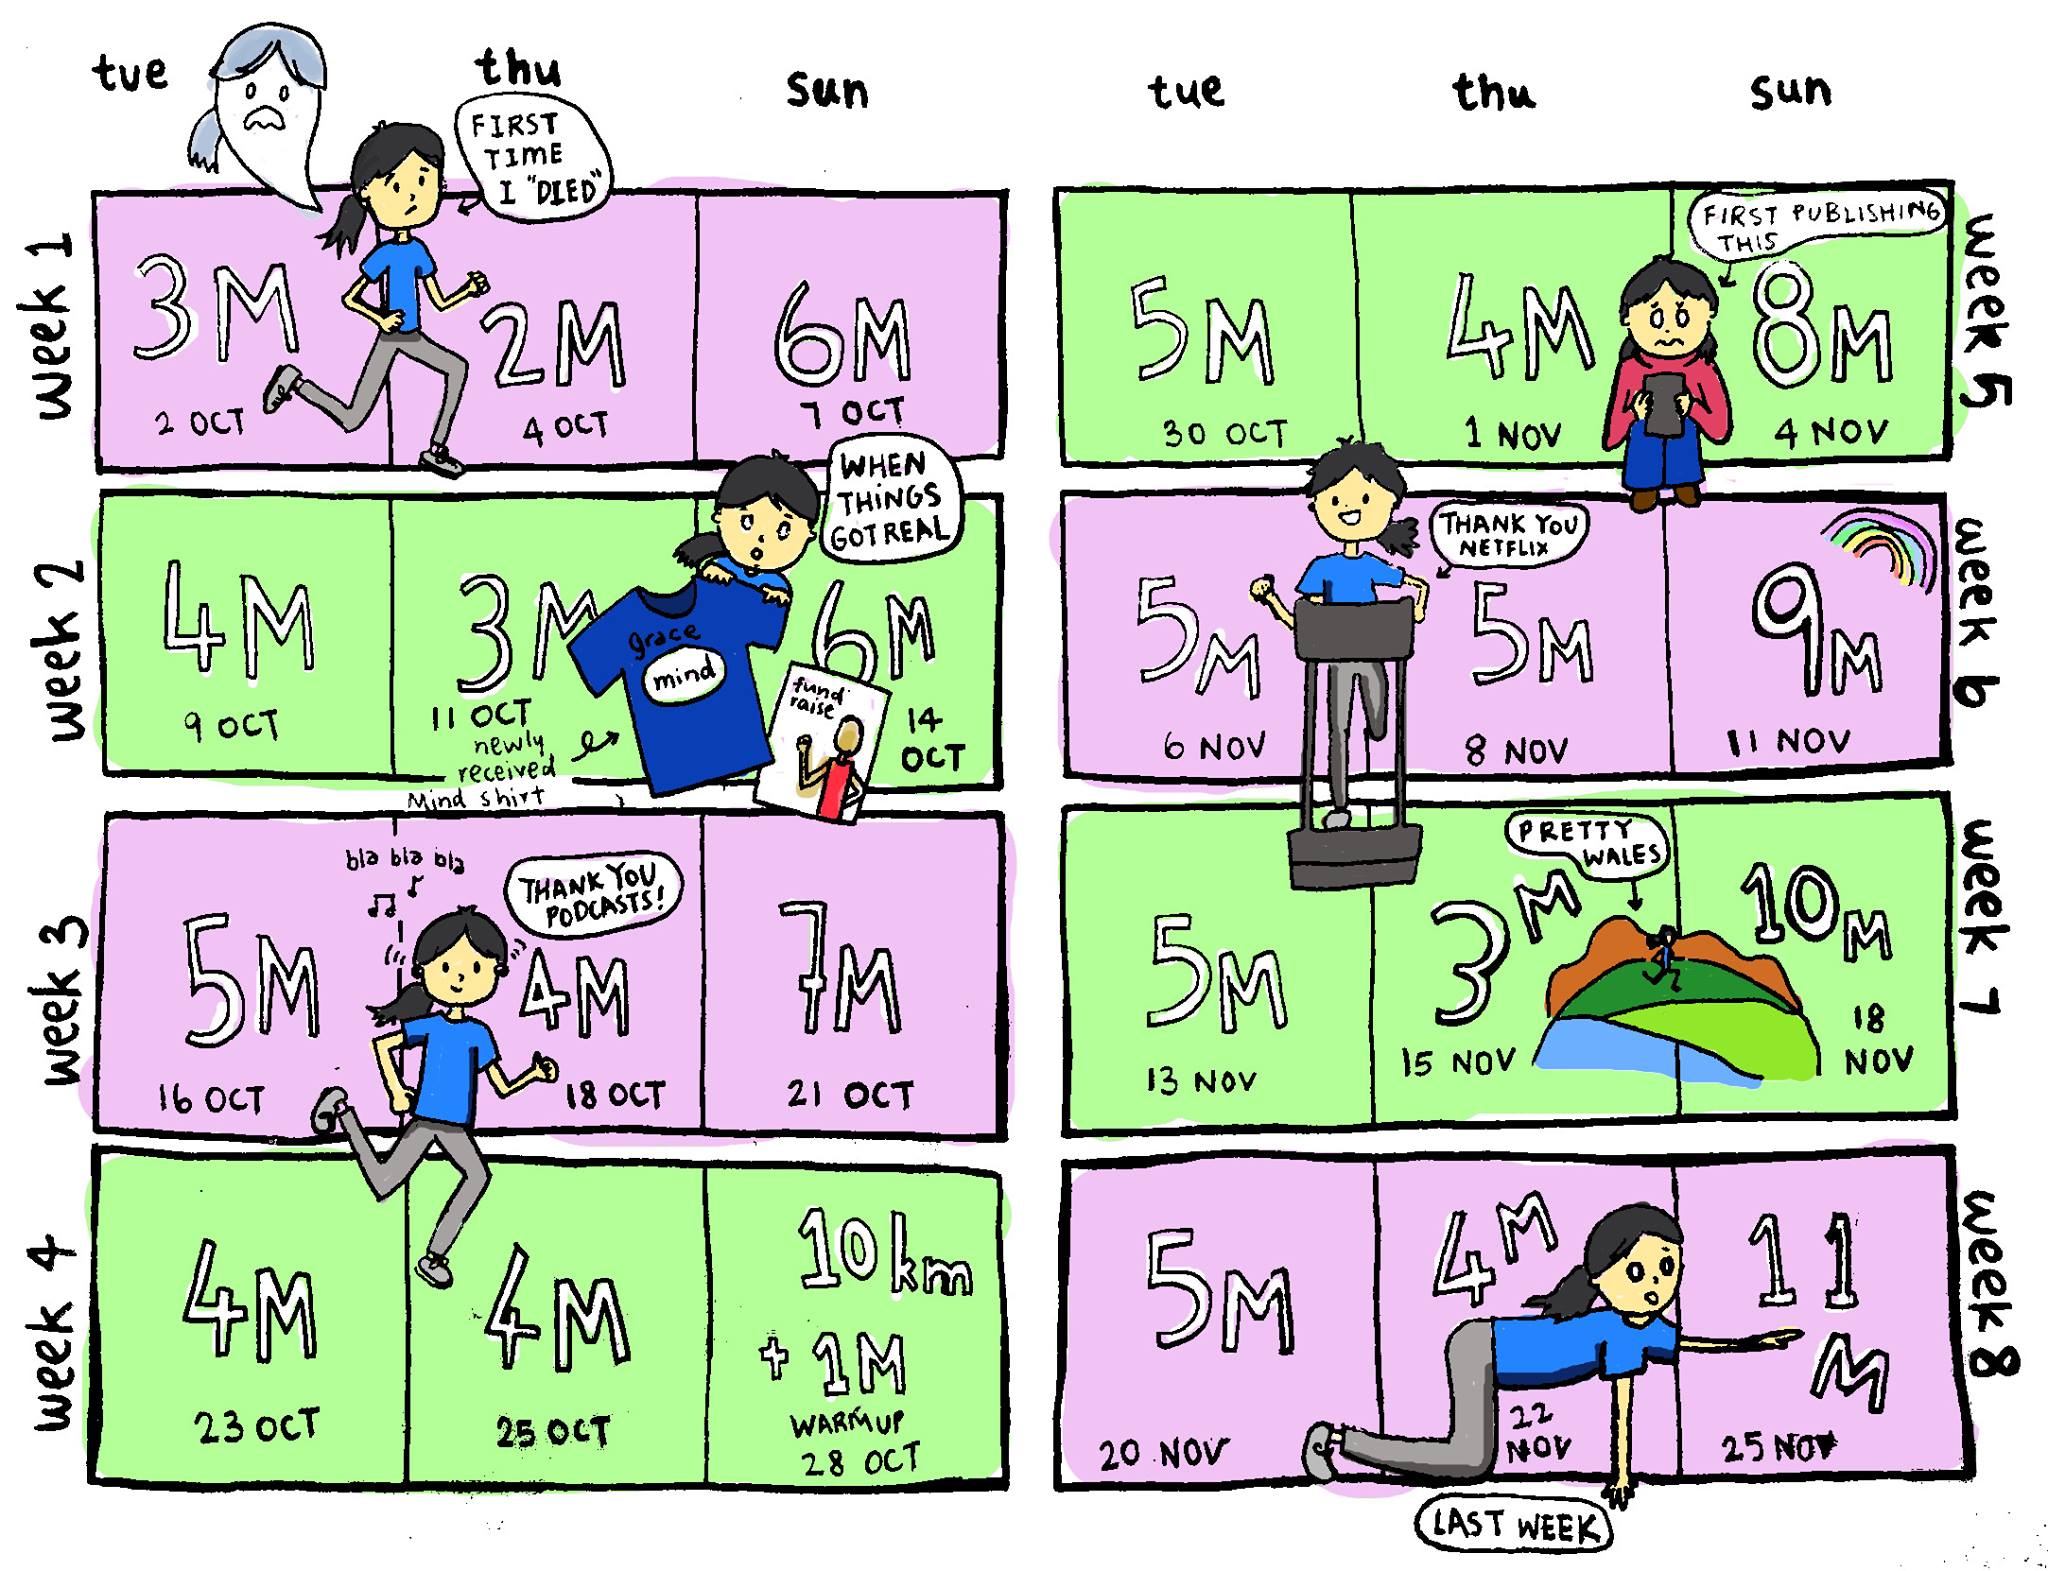 tue
thu
sun
FIRST
TIME
I "DIED"
week 1
3M
2 OCT
2M
4 OCT
6M
7 OCT
week 2
4M
9 OCT
3M
11 OCT
newly
received
Mind shirt
WHEN
THINGS
GOT REAL
grace
mind
fund
raise
6M
14
OCT
week 3
5M
16 OCT
bla bla bla
THANK YOU
PODCASTS!
4M
18 OCT
7M
21 OCT
week 4
4M
23 OCT
4M
25 OCT
10km
+ 1M
WARMUP
28 OCT
tue
thu
sun
week 5
5M
30 OCT
4M
1 NOV
FIRST PUBLISHING
THIS
8M
4 NOV
week 6
5M
6 NOV
THANK YOU
NETFLIX
5M
8 NOV
9M
11 NOV
week 7
5M
13 NOV
PRETTY
WALES
3M
15 NOV
10M
18
NOV
week 8
5M
20 NOV
4M
22
NOV
11
M
25 NOV
LAST WEEK